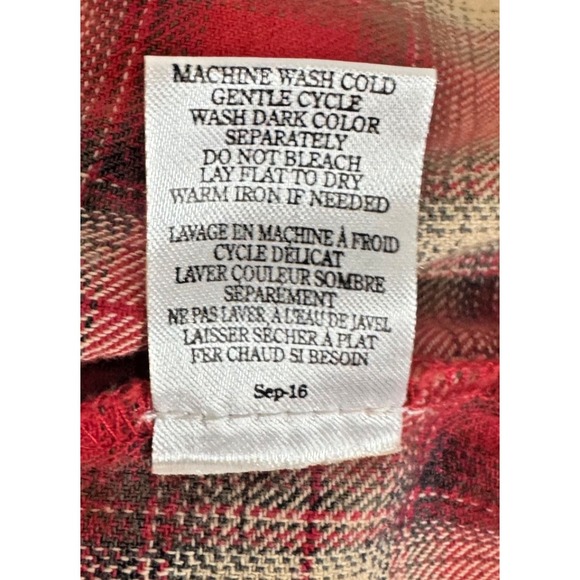 MACHINE WASH COLD
GENTLE CYCLE
WASH DARK COLOR
SEPARATELY
DO NOT BLEACH
LAY FLAT TO DRY
WARM IRON IF NEEDED
LAVAGE EN MACHINE À FROID
CYCLE DÉLICAT
LAVER COULEUR SOMBRE
SÉPARÉMENT
NE PAS LAVER, A L'EAU DE JAVEL
LAISSER SÉCHER À PLAT
FER CHAUD SI BESOIN
Sep-16